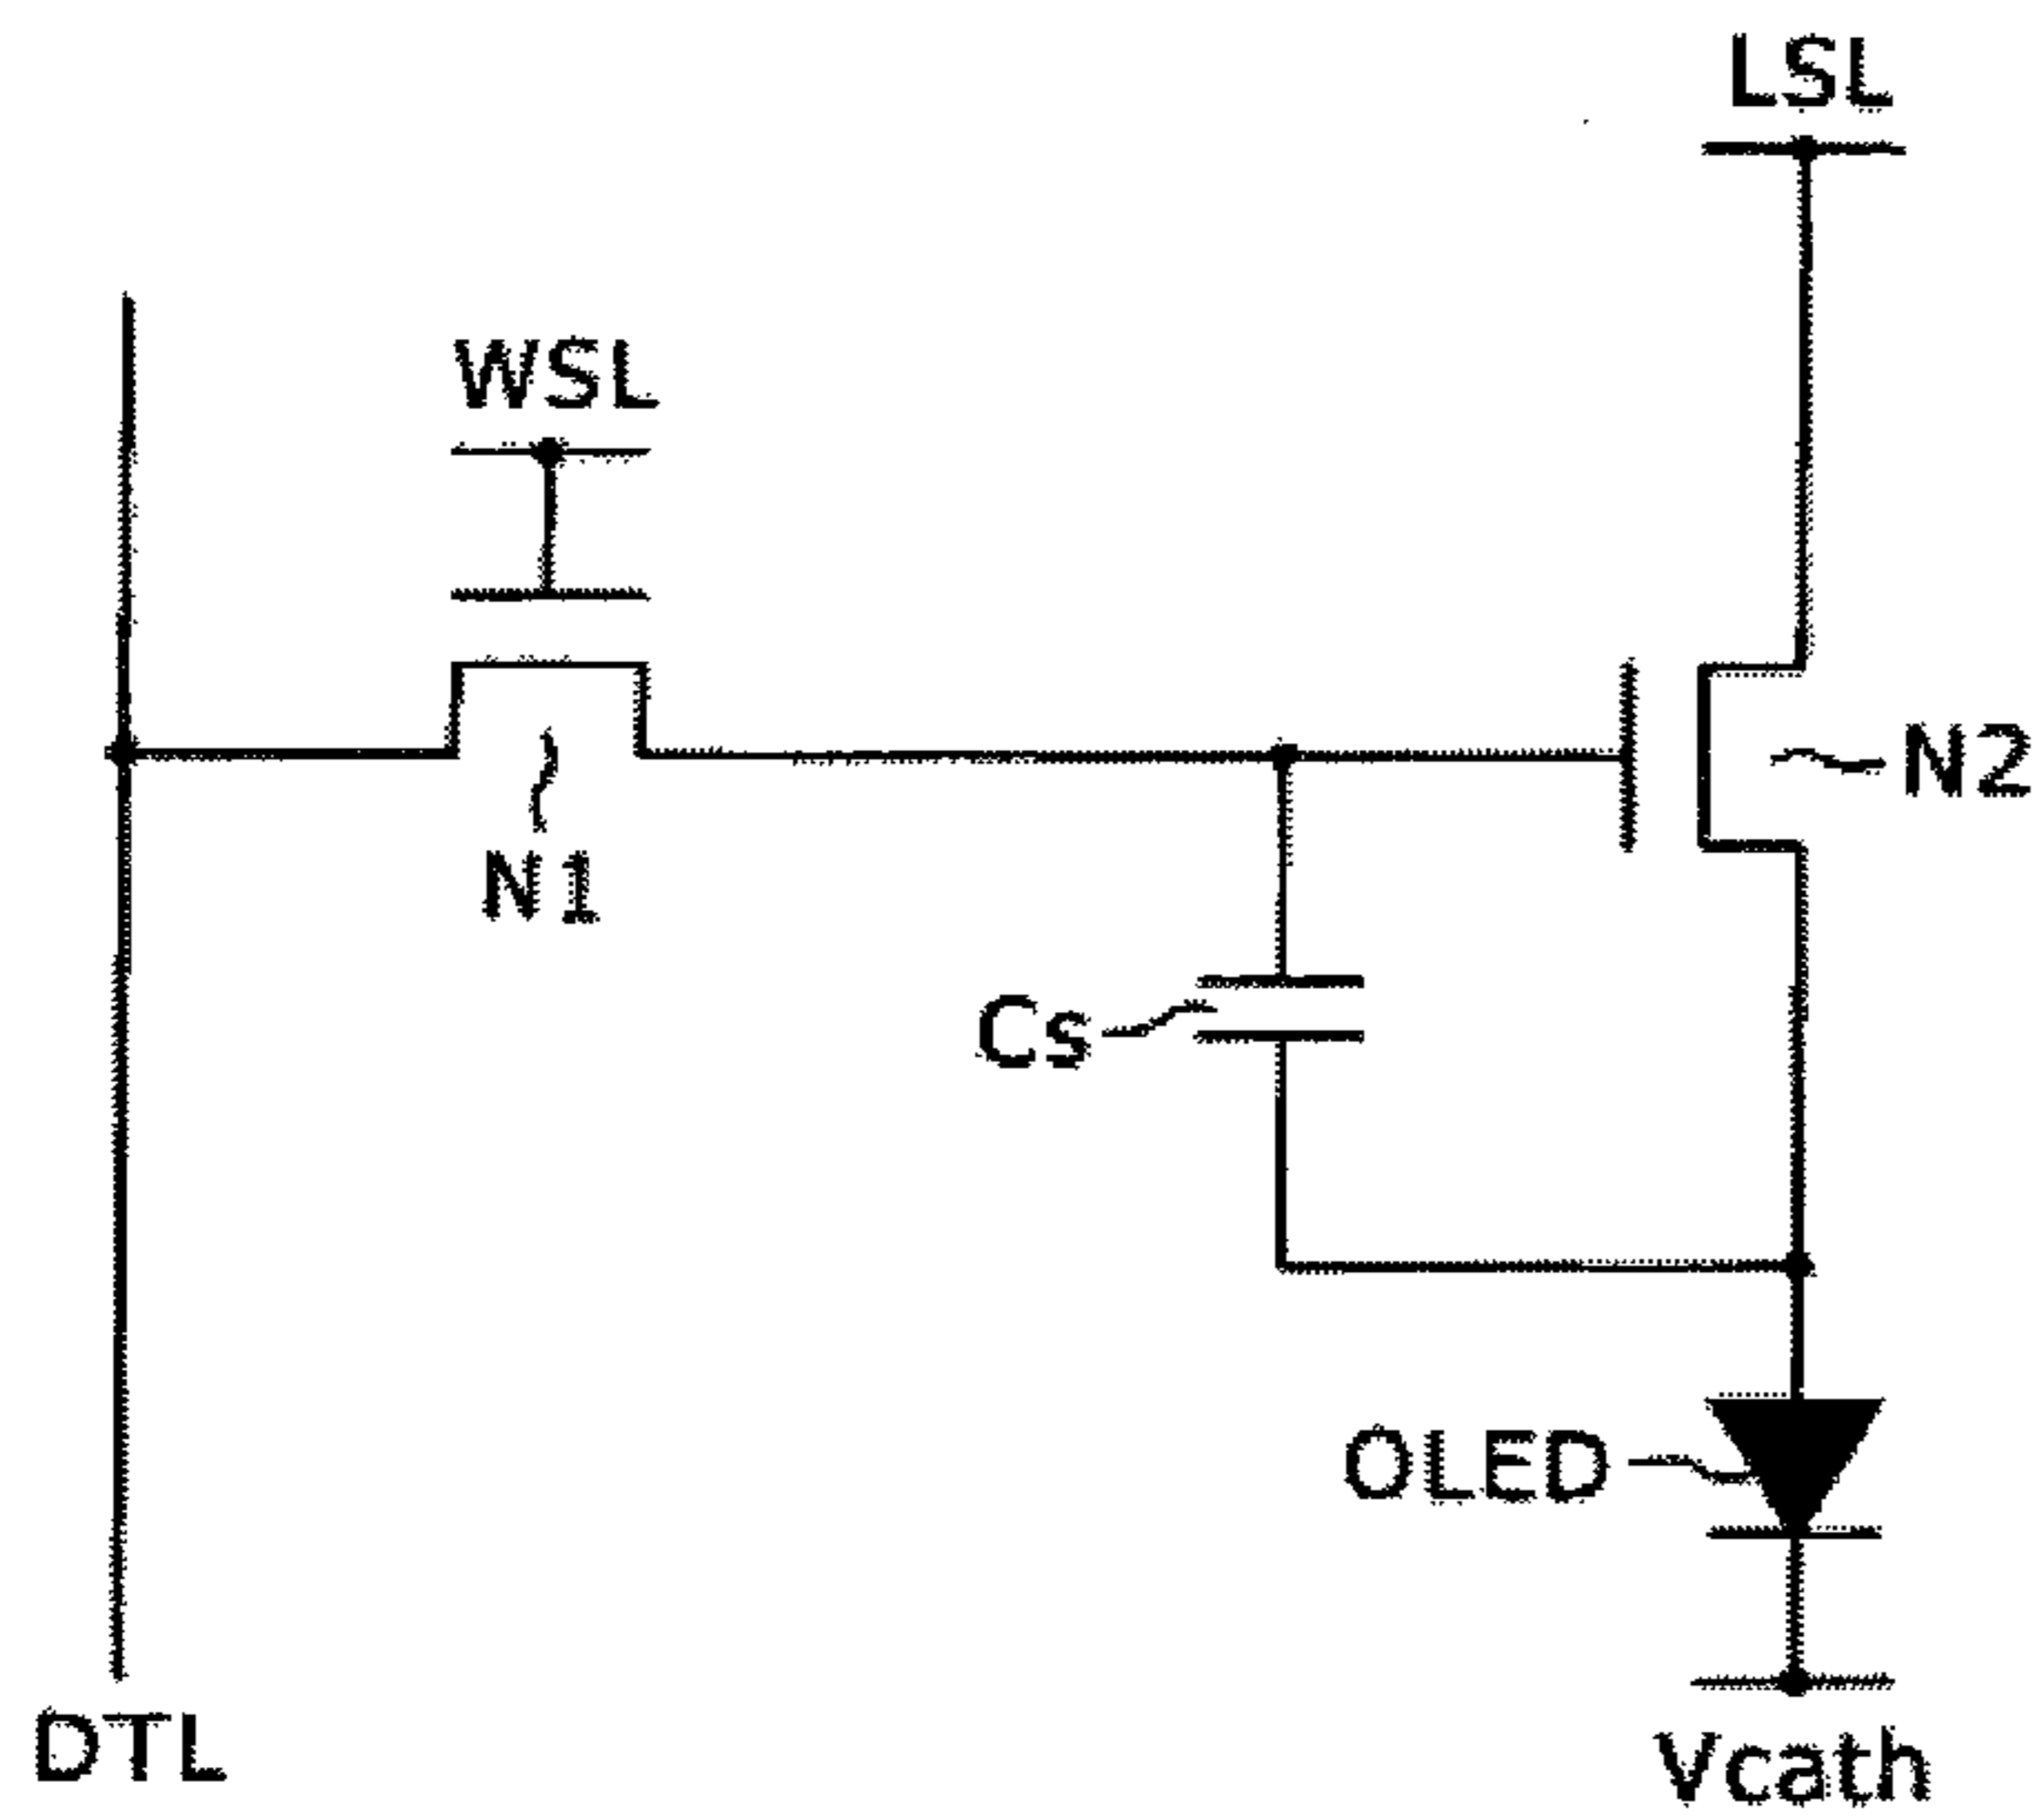 LSL
WSL
N2
N1
Cs
OLED
DTL
Vcath